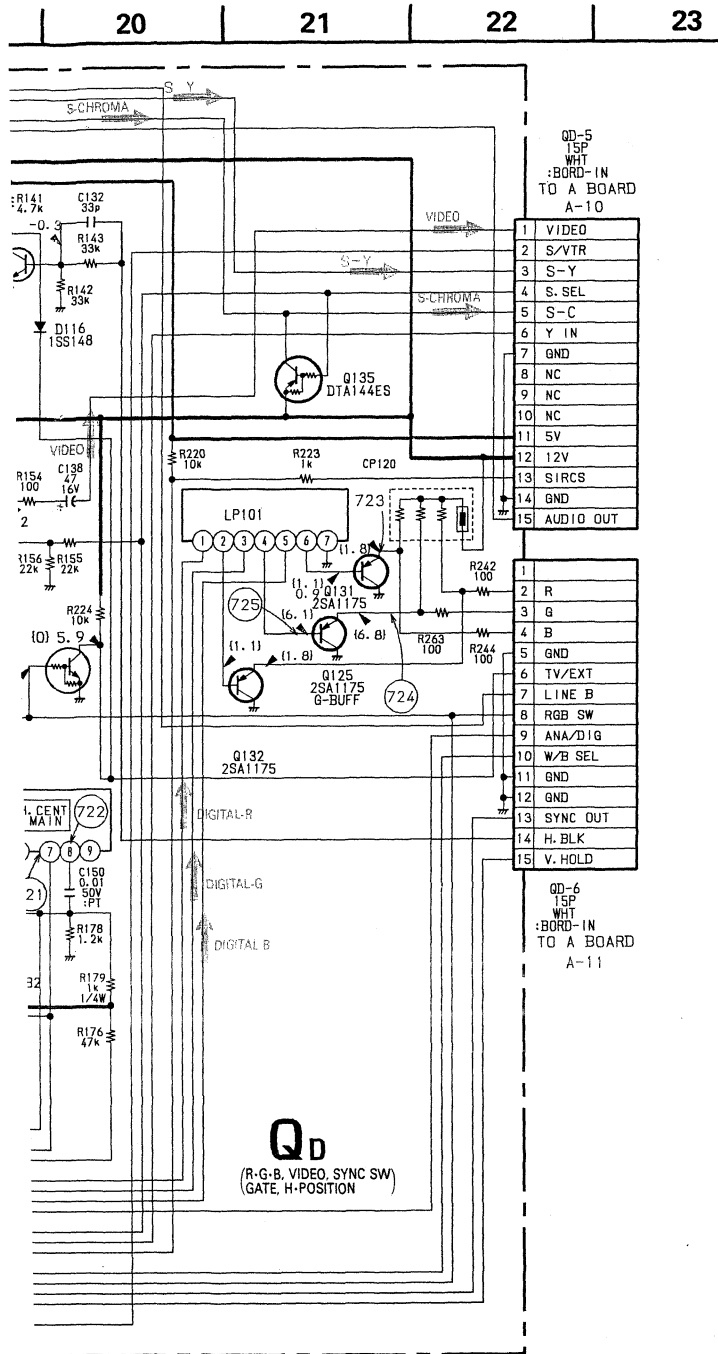 20 21 22 23
S-Y
S-CHROMA
QD-5
15P
WHT
:BORD-IN
TO A BOARD
A-10
:R141
4.7k
C132
33p
-0.3
R143
33k
R142
33k
D116
1SS148
VIDEO
S-Y
S-CHROMA
1 VIDEO
2 S/VTR
3 S-Y
4 S.SEL
5 S-C
6 Y IN
7 GND
8 NC
9 NC
10 NC
11 5V
12 12V
13 SIRCS
14 GND
15 AUDIO OUT
Q135
DTA144ES
VIDEO
R154
100
C138
47
16V
2
R156
22k
R155
22k
R220
10k
R223
1k
CP120
LP101
1 2 3 4 5 6 7
723
{1.8}
{1.1}
0.9
Q131
2SA1175
725
{6.1}
{6.8}
R242
100
R263
100
R244
100
R224
10k
{0} 5.9
{1.1}
{1.8}
Q125
2SA1175
G-BUFF
724
Q132
2SA1175
1
2 R
3 G
4 B
5 GND
6 TV/EXT
7 LINE B
8 RGB SW
9 ANA/DIG
10 W/B SEL
11 GND
12 GND
13 SYNC OUT
14 H.BLK
15 V.HOLD
QD-6
15P
WHT
:BORD-IN
TO A BOARD
A-11
H.CENT
MAIN
722
7 8 9
21
C150
0.01
50V
:PT
R178
1.2k
B2
R179
1k
1/4W
R176
47k
DIGITAL-R
DIGITAL-G
DIGITAL B
QD
(R·G·B, VIDEO, SYNC SW)
(GATE, H·POSITION)